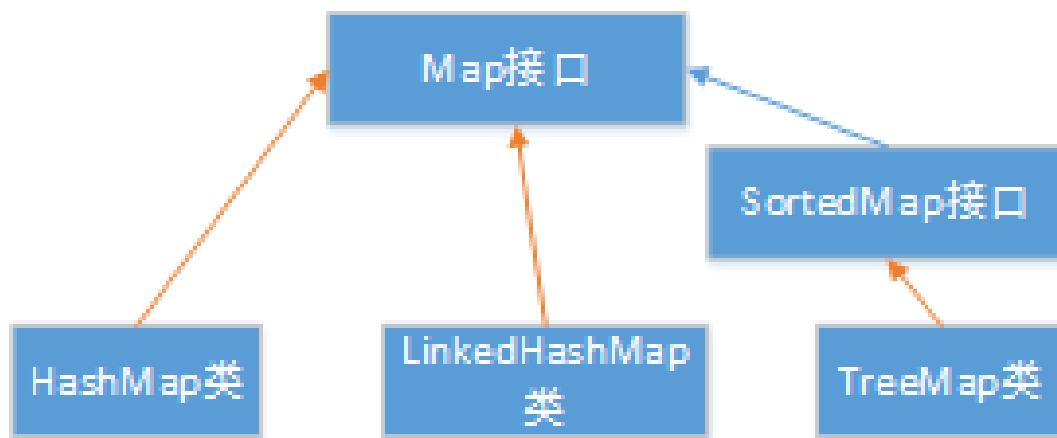 Map接口
SortedMap接口
HashMap类
LinkedHashMap
类
TreeMap类